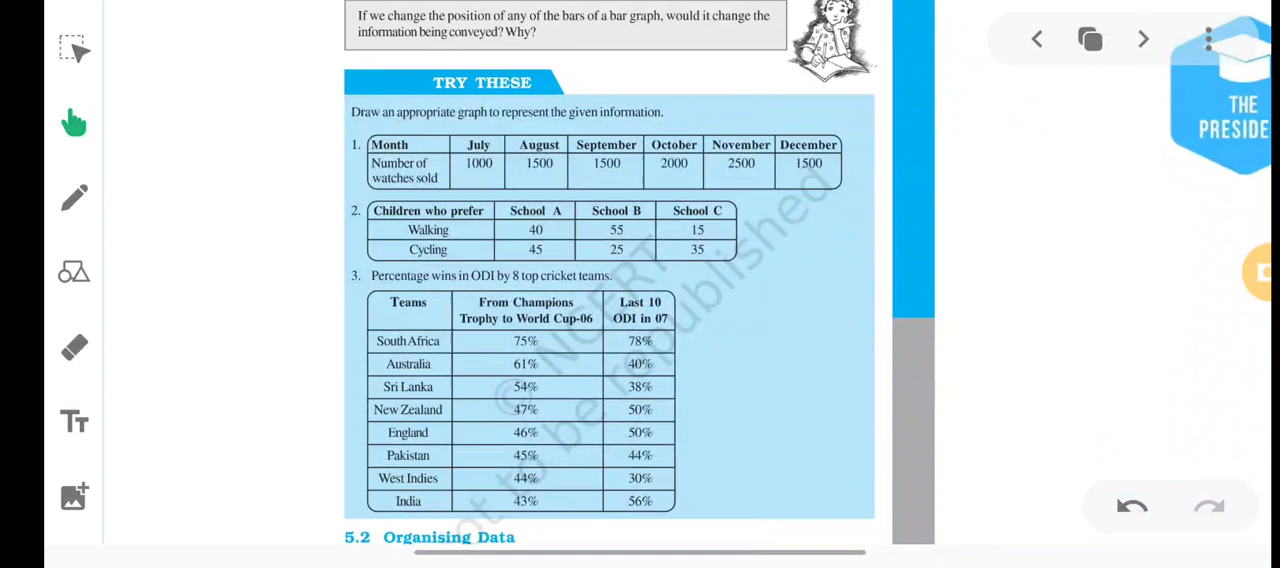 If we change the position of any of the bars of a bar graph, would it change the
information being conveyed? Why?
TRY THESE
Draw an appropriate graph to represent the given information.
1. Month July August September October November December
Number of watches sold 1000 1500 1500 2000 2500 1500
2. Children who prefer School A School B School C
Walking 40 55 15
Cycling 45 25 35
3. Percentage wins in ODI by 8 top cricket teams.
Teams From Champions Trophy to World Cup-06 Last 10 ODI in 07
South Africa 75% 78%
Australia 61% 40%
Sri Lanka 54% 38%
New Zealand 47% 50%
England 46% 50%
Pakistan 45% 44%
West Indies 44% 30%
India 43% 56%
5.2 Organising Data
© NCERT
not to be republished
THE
PRESIDE
TT